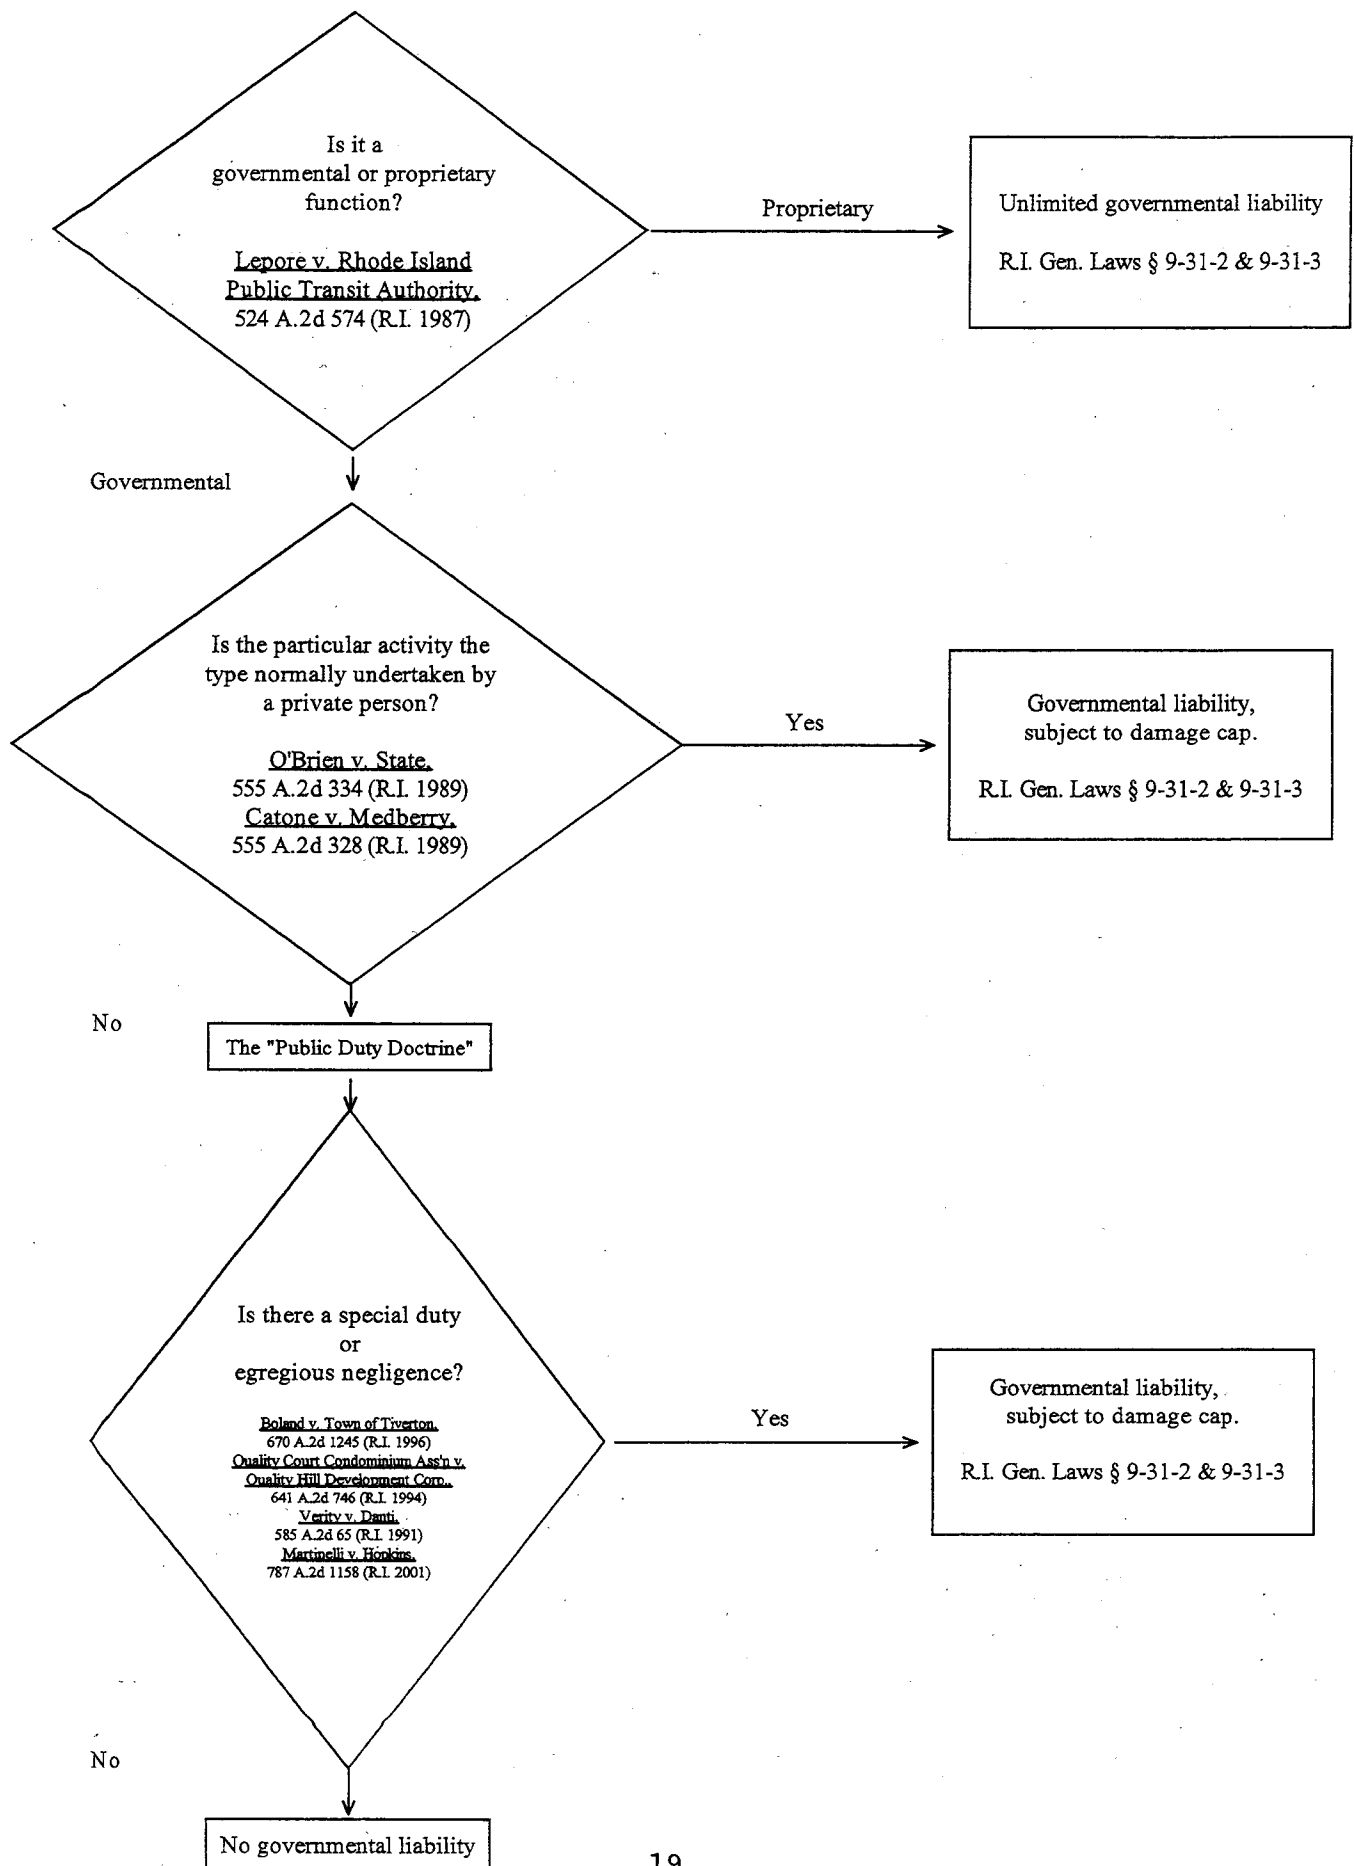 Is it a
governmental or proprietary
function?
Lepore v. Rhode Island
Public Transit Authority,
524 A.2d 574 (R.I. 1987)
Proprietary
Unlimited governmental liability
R.I. Gen. Laws § 9-31-2 & 9-31-3
Governmental
Is the particular activity the
type normally undertaken by
a private person?
O'Brien v. State,
555 A.2d 334 (R.I. 1989)
Catone v. Medberry,
555 A.2d 328 (R.I. 1989)
Yes
Governmental liability,
subject to damage cap.
R.I. Gen. Laws § 9-31-2 & 9-31-3
No
The "Public Duty Doctrine"
Is there a special duty
or
egregious negligence?
Boland v. Town of Tiverton,
670 A.2d 1245 (R.I. 1996)
Quality Court Condominium Ass'n v.
Quality Hill Development Corp.,
641 A.2d 746 (R.I. 1994)
Verity v. Danti,
585 A.2d 65 (R.I. 1991)
Martinelli v. Hopkins,
787 A.2d 1158 (R.I. 2001)
Yes
Governmental liability,
subject to damage cap.
R.I. Gen. Laws § 9-31-2 & 9-31-3
No
No governmental liability
19